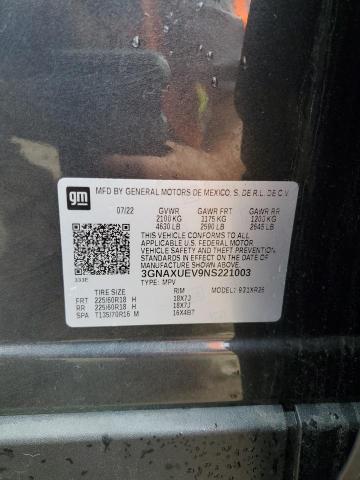 gm
MFD BY GENERAL MOTORS DE MEXICO, S. DE R.L. DE C.V.
07/22 GVWR GAWR FRT GAWR RR
2100 KG 1175 KG 1200 KG
4630 LB 2590 LB 2645 LB
THIS VEHICLE CONFORMS TO ALL
APPLICABLE U.S. FEDERAL MOTOR
VEHICLE SAFETY AND THEFT
PREVENTION STANDARDS IN EFFECT
ON THE DATE OF MANUFACTURE
SHOWN ABOVE.
3GNAXUEV9NS221003
TYPE: MPV
333E
TIRE SIZE RIM MODEL: 1XR26
FRT 225/60R18 H 18X7J
RR 225/60R18 H 18X7J
SPA T135/70R16 M 16X4BT